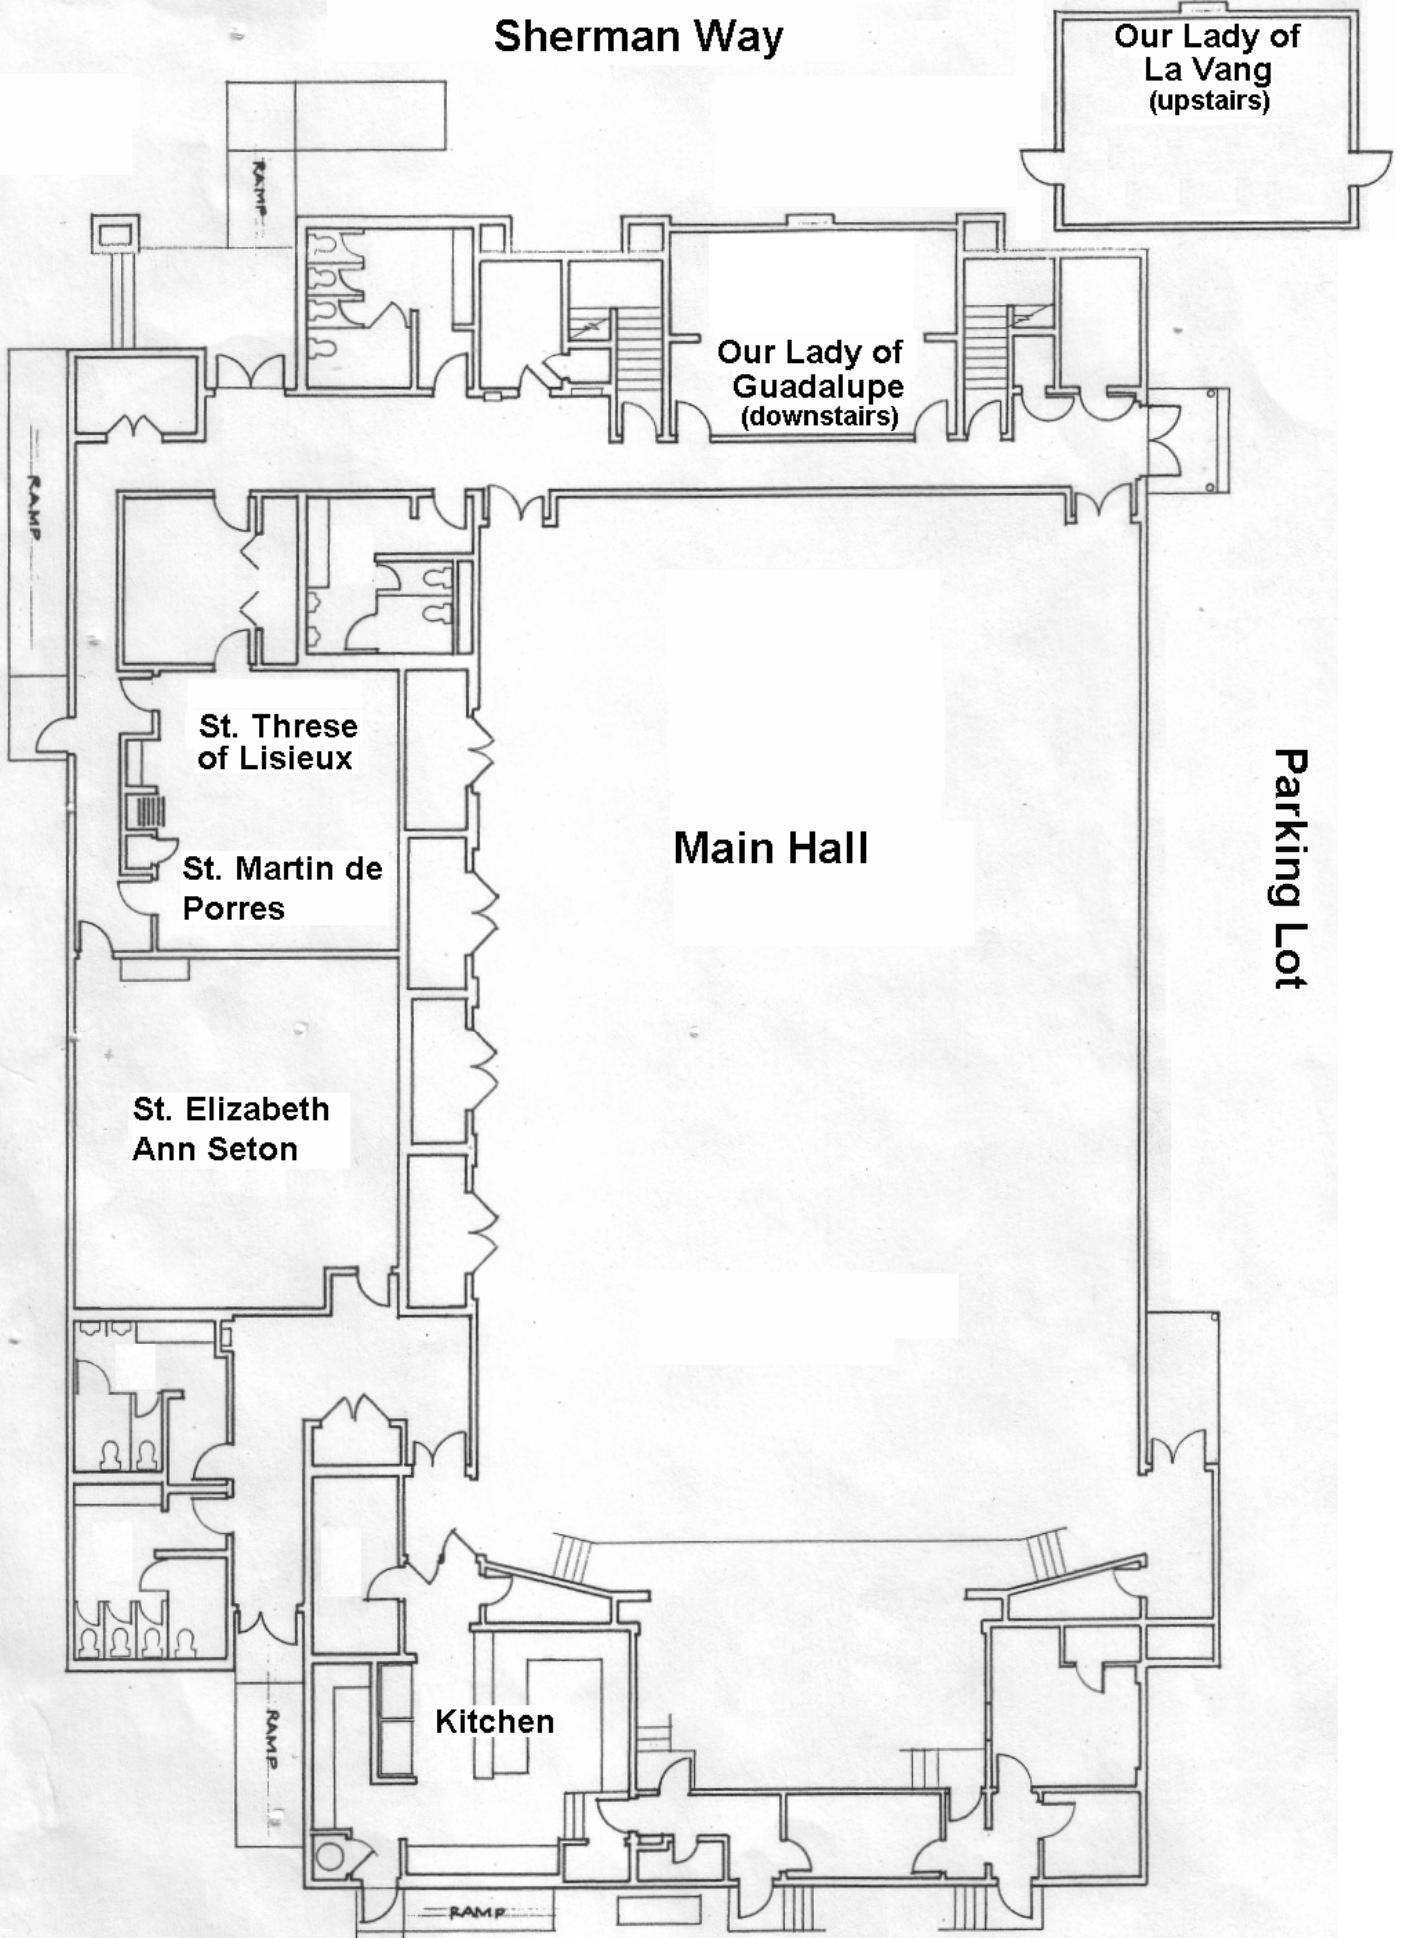 Sherman Way
Our Lady of
La Vang
(upstairs)
RAMP
Our Lady of
Guadalupe
(downstairs)
RAMP
St. Threse
of Lisieux
Main Hall
Parking Lot
St. Martin de
Porres
St. Elizabeth
Ann Seton
Kitchen
RAMP
RAMP